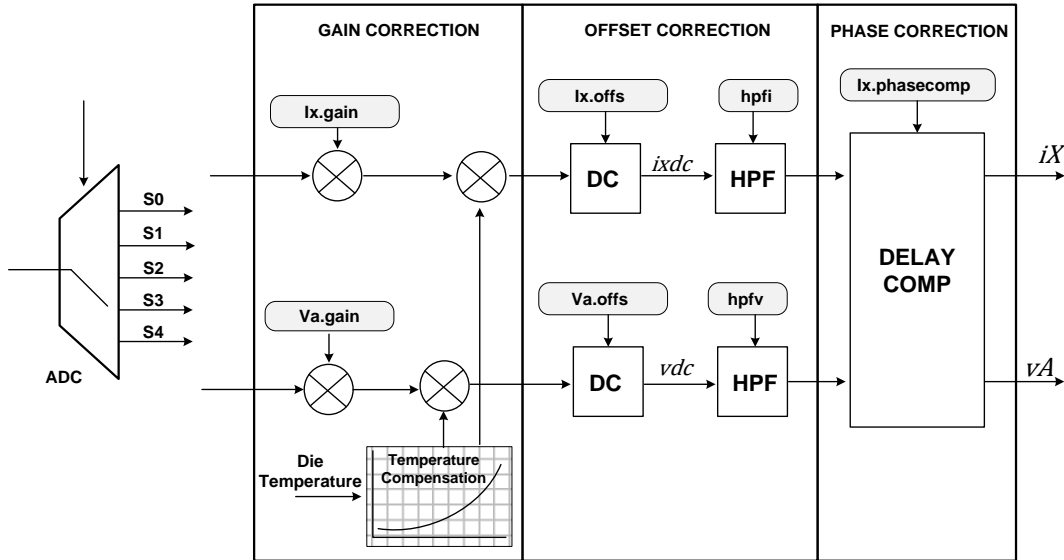 GAIN CORRECTION
OFFSET CORRECTION
PHASE CORRECTION
Ix.gain
Ix.offs
hpfi
Ix.phasecomp
DC
ixdc
HPF
iX
S0
S1
S2
S3
S4
ADC
DELAY
COMP
Va.gain
Va.offs
hpfv
DC
vdc
HPF
vA
Die
Temperature
Temperature
Compensation